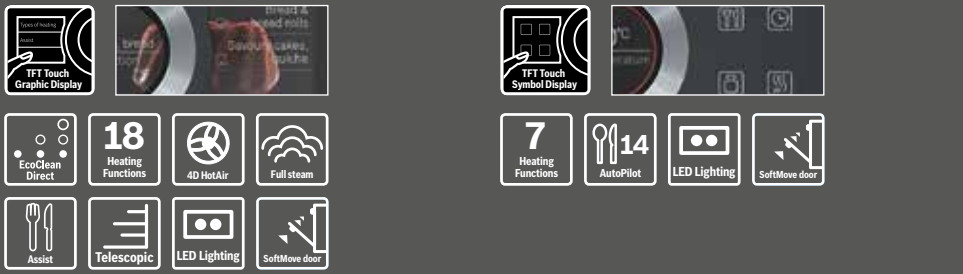 Types of heating
Assist
TFT Touch
Graphic Display
Bread &
bread rolls
bread
Savoury cakes,
TFT Touch
Symbol Display
°C
EcoClean
Direct
18
Heating
Functions
4D HotAir
Full steam
7
Heating
Functions
14
AutoPilot
LED Lighting
SoftMove door
Assist
Telescopic
LED Lighting
SoftMove door